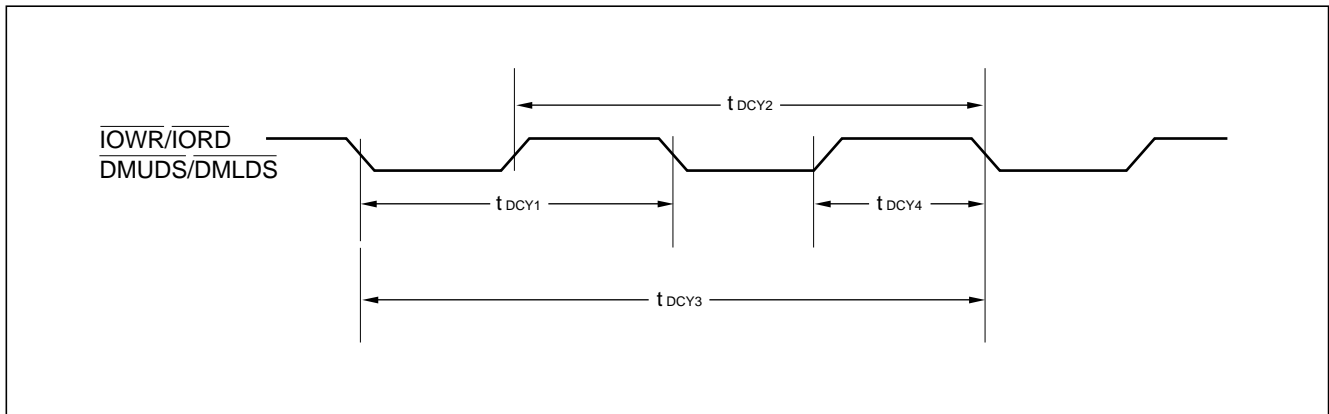 t DCY2
IOWR/IORD
DMUDS/DMLDS
t DCY1
t DCY4
t DCY3